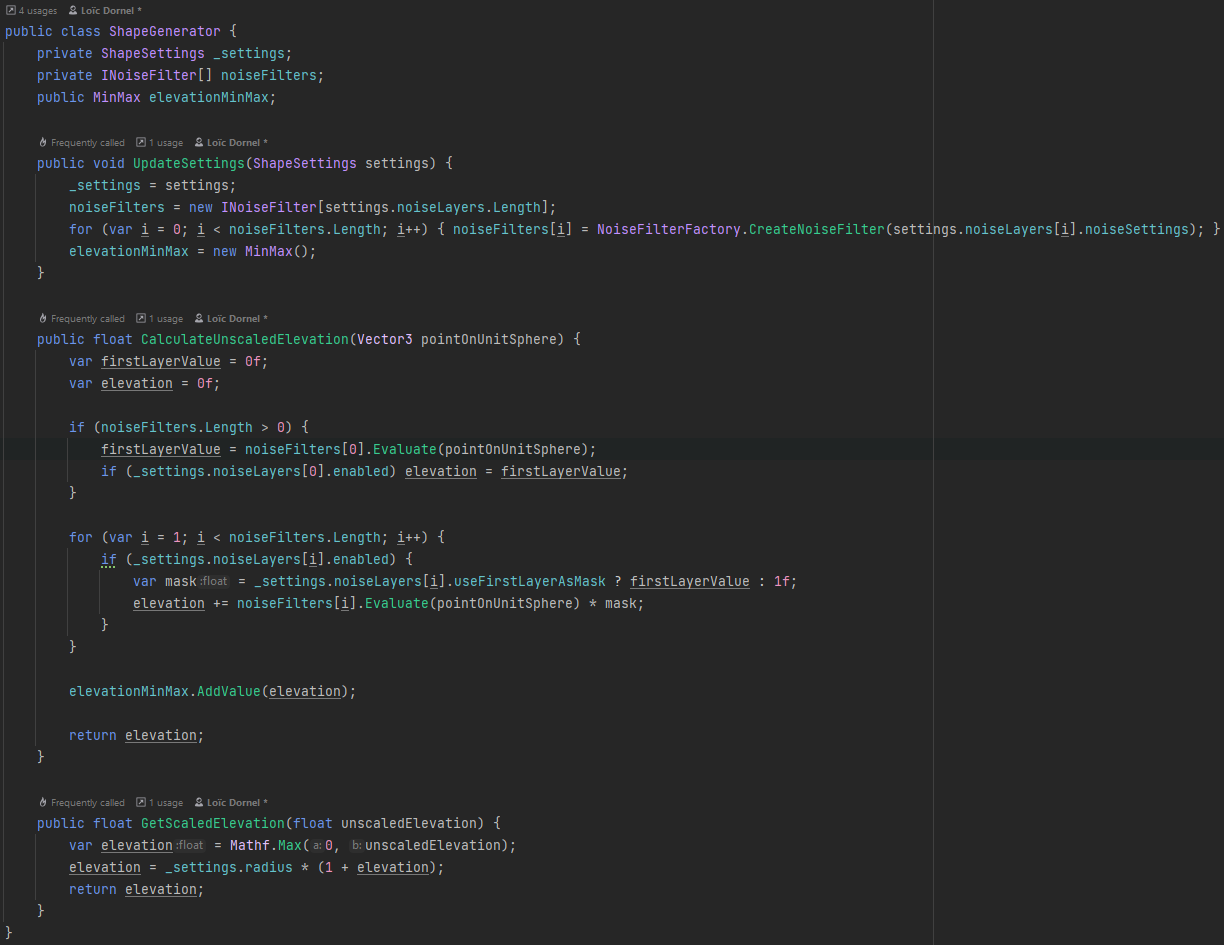 4 usages Loïc Dornel *
public class ShapeGenerator {
    private ShapeSettings _settings;
    private INoiseFilter[] noiseFilters;
    public MinMax elevationMinMax;

    Frequently called 1 usage Loïc Dornel *
    public void UpdateSettings(ShapeSettings settings) {
        _settings = settings;
        noiseFilters = new INoiseFilter[settings.noiseLayers.Length];
        for (var i = 0; i < noiseFilters.Length; i++) { noiseFilters[i] = NoiseFilterFactory.CreateNoiseFilter(settings.noiseLayers[i].noiseSettings); }
        elevationMinMax = new MinMax();
    }

    Frequently called 1 usage Loïc Dornel *
    public float CalculateUnscaledElevation(Vector3 pointOnUnitSphere) {
        var firstLayerValue = 0f;
        var elevation = 0f;

        if (noiseFilters.Length > 0) {
            firstLayerValue = noiseFilters[0].Evaluate(pointOnUnitSphere);
            if (_settings.noiseLayers[0].enabled) elevation = firstLayerValue;
        }

        for (var i = 1; i < noiseFilters.Length; i++) {
            if (_settings.noiseLayers[i].enabled) {
                var mask :float = _settings.noiseLayers[i].useFirstLayerAsMask ? firstLayerValue : 1f;
                elevation += noiseFilters[i].Evaluate(pointOnUnitSphere) * mask;
            }
        }

        elevationMinMax.AddValue(elevation);

        return elevation;
    }

    Frequently called 1 usage Loïc Dornel *
    public float GetScaledElevation(float unscaledElevation) {
        var elevation :float = Mathf.Max( a: 0, b: unscaledElevation);
        elevation = _settings.radius * (1 + elevation);
        return elevation;
    }
}